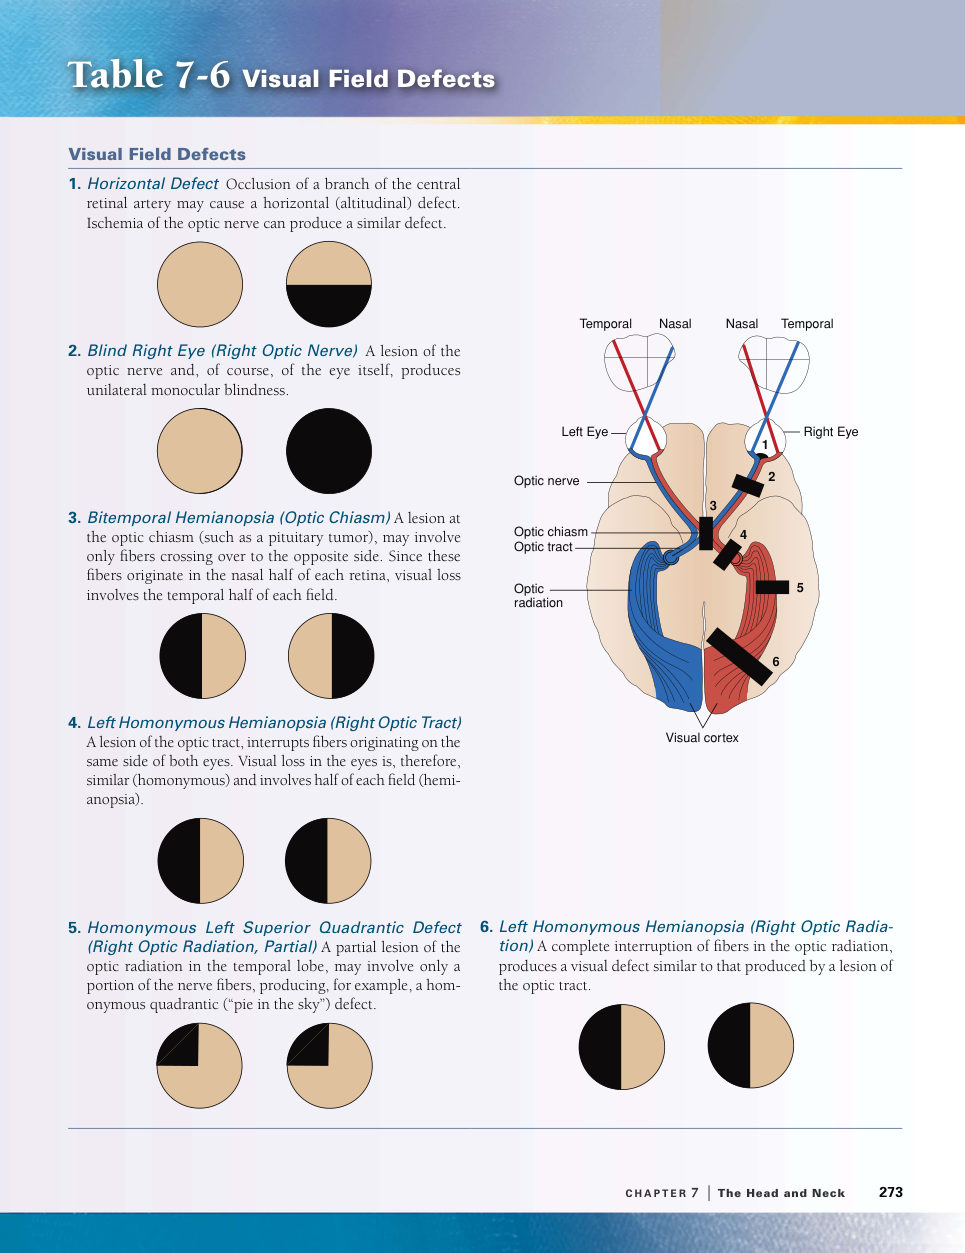 Table 7-6 Visual Field Defects
Visual Field Defects
1. Horizontal Defect Occlusion of a branch of the central
retinal artery may cause a horizontal (altitudinal) defect.
Ischemia of the optic nerve can produce a similar defect.
2. Blind Right Eye (Right Optic Nerve) A lesion of the
optic nerve and, of course, of the eye itself, produces
unilateral monocular blindness.
3. Bitemporal Hemianopsia (Optic Chiasm) A lesion at
the optic chiasm (such as a pituitary tumor), may involve
only fibers crossing over to the opposite side. Since these
fibers originate in the nasal half of each retina, visual loss
involves the temporal half of each field.
4. Left Homonymous Hemianopsia (Right Optic Tract)
A lesion of the optic tract, interrupts fibers originating on the
same side of both eyes. Visual loss in the eyes is, therefore,
similar (homonymous) and involves half of each field (hemi-
anopsia).
5. Homonymous Left Superior Quadrantic Defect
(Right Optic Radiation, Partial) A partial lesion of the
optic radiation in the temporal lobe, may involve only a
portion of the nerve fibers, producing, for example, a hom-
onymous quadrantic (“pie in the sky”) defect.
Temporal Nasal Nasal Temporal
Left Eye
Right Eye
1
Optic nerve
2
3
Optic chiasm
4
Optic tract
Optic
radiation
5
6
Visual cortex
6. Left Homonymous Hemianopsia (Right Optic Radia-
tion) A complete interruption of fibers in the optic radiation,
produces a visual defect similar to that produced by a lesion of
the optic tract.
CHAPTER 7 | The Head and Neck 273